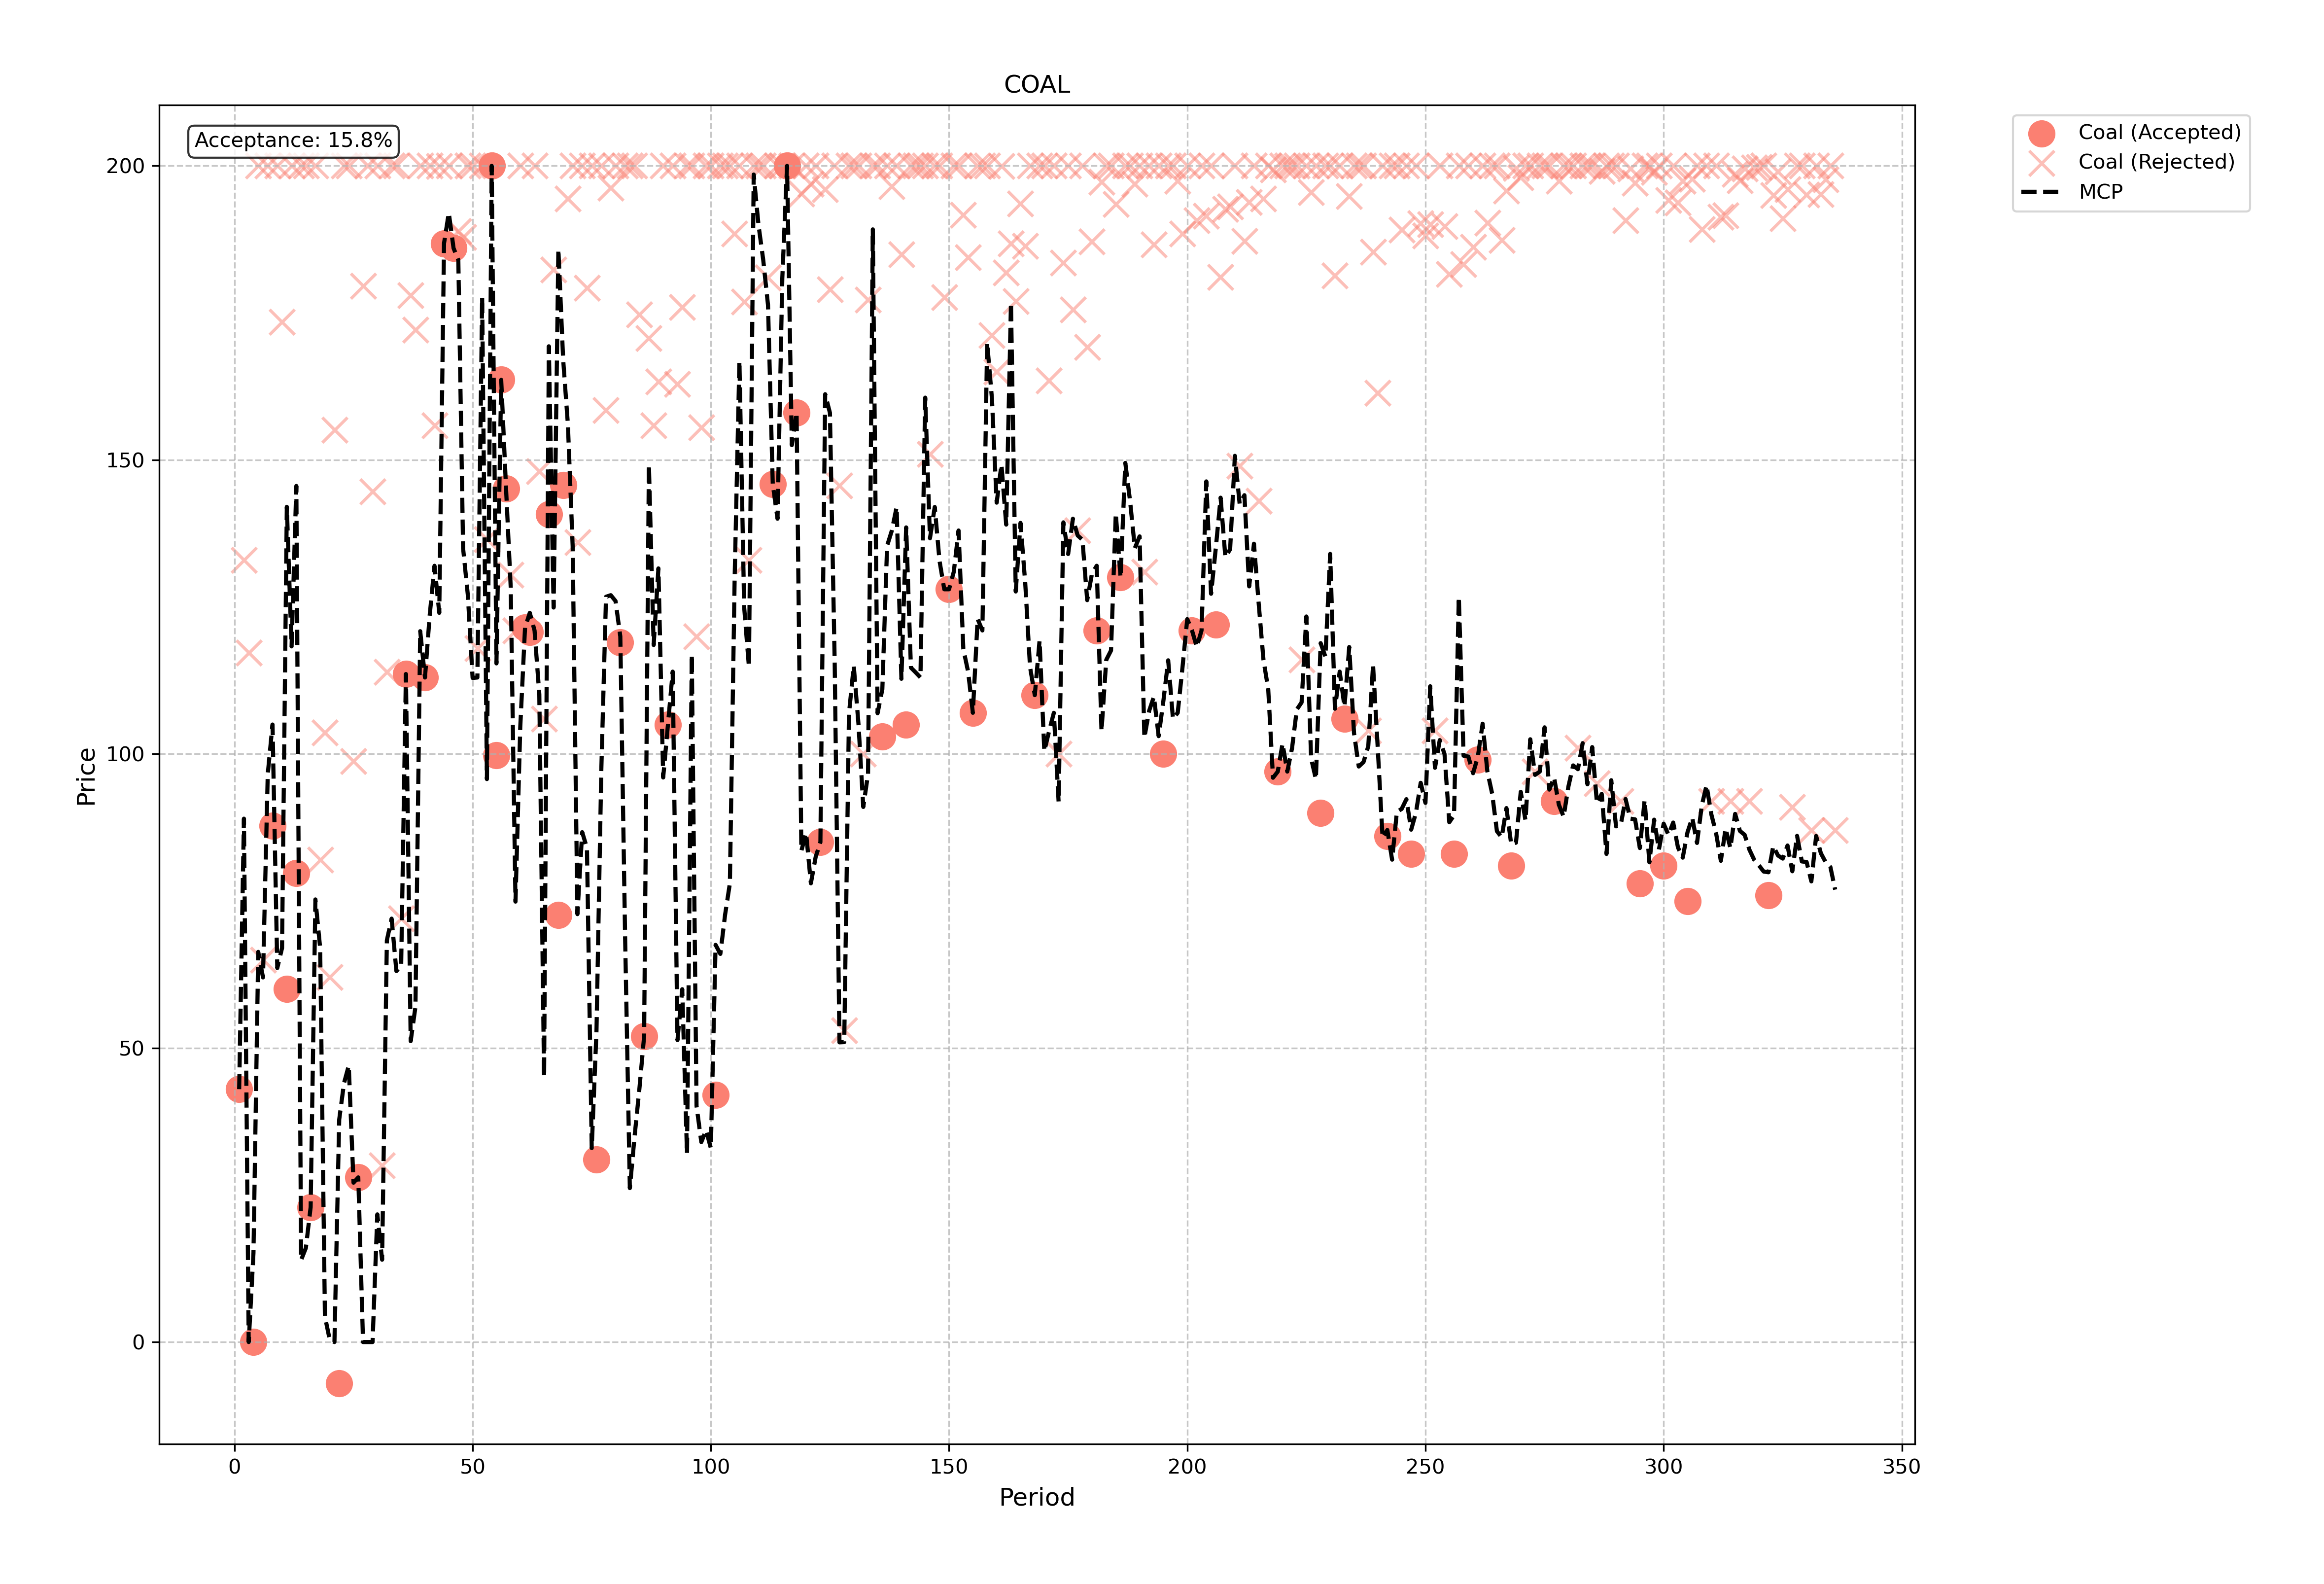 COAL
Acceptance: 15.8%
Coal (Accepted)
Coal (Rejected)
MCP
Price
200
150
100
50
0
0 50 100 150 200 250 300 350
Period